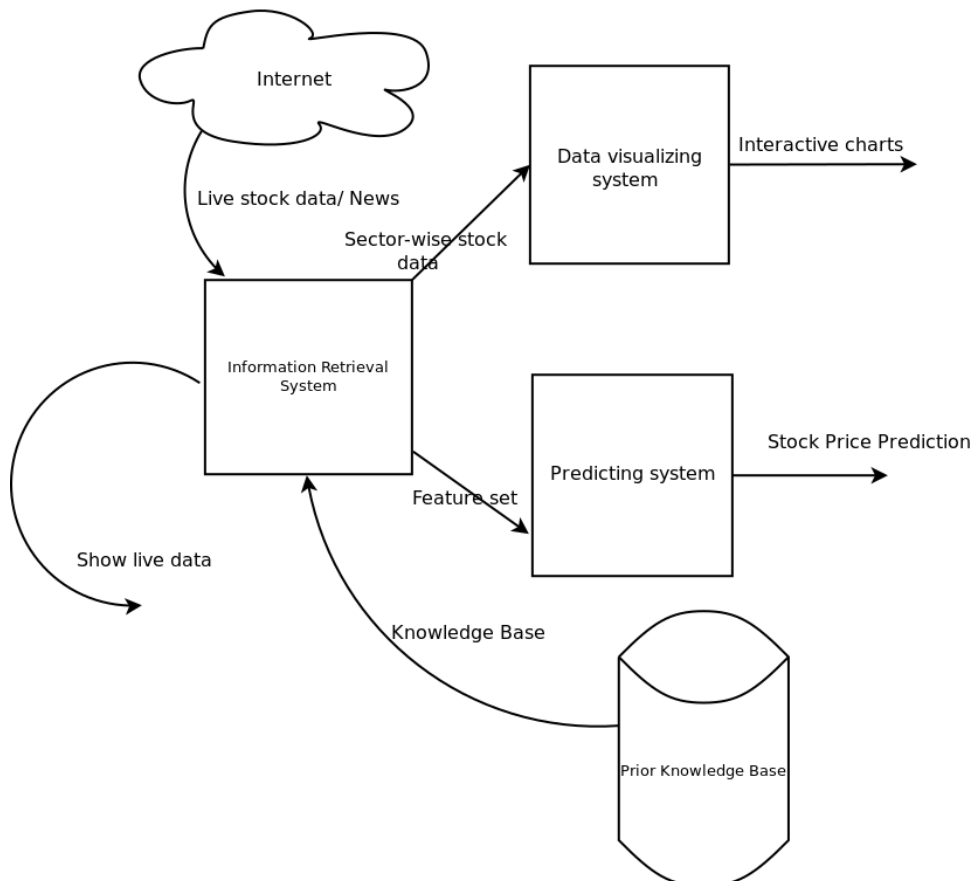 Internet
Data visualizing
system
Interactive charts
Live stock data/ News
Sector-wise stock
data
Information Retrieval
System
Stock Price Prediction
Predicting system
Feature set
Show live data
Knowledge Base
Prior Knowledge Base